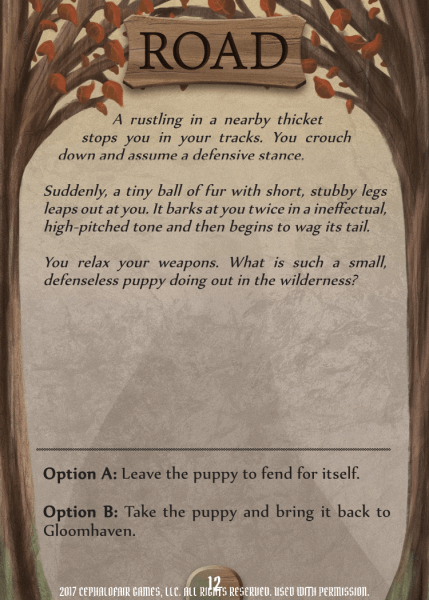 ROAD
A rustling in a nearby thicket
stops you in your tracks. You crouch
down and assume a defensive stance.
Suddenly, a tiny ball of fur with short, stubby legs
leaps out at you. It barks at you twice in a ineffectual,
high-pitched tone and then begins to wag its tail.
You relax your weapons. What is such a small,
defenseless puppy doing out in the wilderness?
Option A: Leave the puppy to fend for itself.
Option B: Take the puppy and bring it back to
Gloomhaven.
12
2017 CEPHALOFAIR GAMES, LLC. ALL RIGHTS RESERVED. USED WITH PERMISSION.